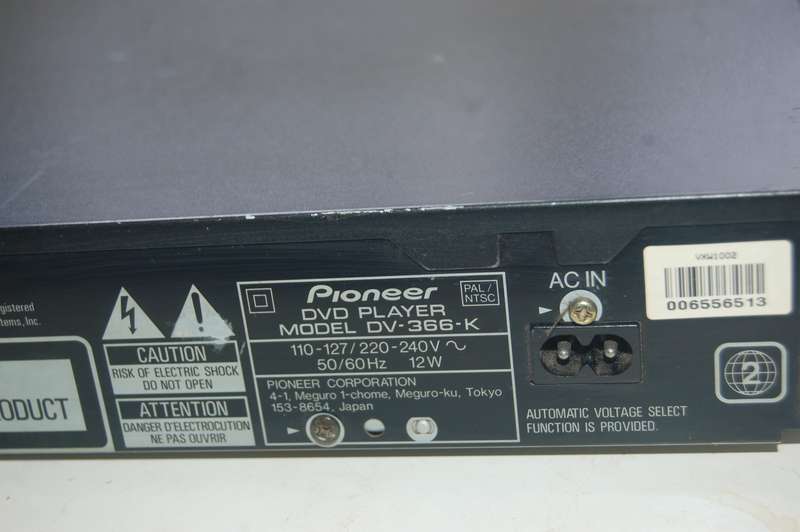 gistered
tems, Inc.
RODUCT
CAUTION
RISK OF ELECTRIC SHOCK
DO NOT OPEN
ATTENTION
DANGER D'ELECTROCUTION
NE PAS OUVRIR
Pioneer
PAL/
NTSC
DVD PLAYER
MODEL DV-366-K
110-127/220-240V ~
50/60Hz 12W
PIONEER CORPORATION
4-1, Meguro 1-chome, Meguro-ku, Tokyo
153-8654, Japan
AC IN
AUTOMATIC VOLTAGE SELECT
FUNCTION IS PROVIDED.
VXW1002
006556513
2